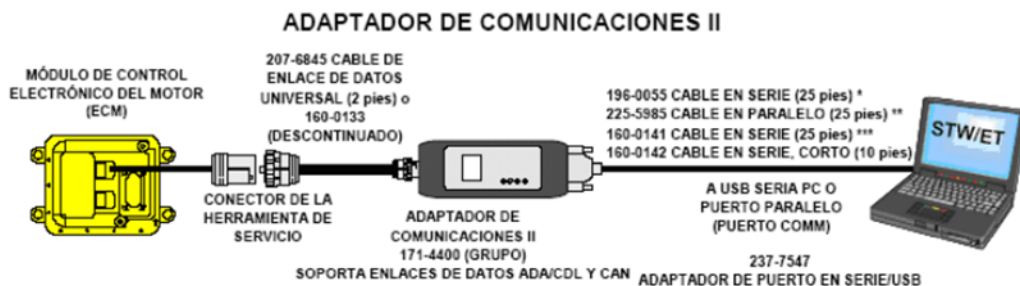 ADAPTADOR DE COMUNICACIONES II
MÓDULO DE CONTROL
ELECTRÓNICO DEL MOTOR
(ECM)
207-6845 CABLE DE
ENLACE DE DATOS
UNIVERSAL (2 pies) o
160-0133
(DESCONTINUADO)
CONECTOR DE LA
HERRAMIENTA DE
SERVICIO
ADAPTADOR DE
COMUNICACIONES II
171-4400 (GRUPO)
SOPORTA ENLACES DE DATOS ADA/CDL Y CAN
196-0055 CABLE EN SERIE (25 pies) *
225-5985 CABLE EN PARALELO (25 pies) **
160-0141 CABLE EN SERIE (25 pies) ***
160-0142 CABLE EN SERIE, CORTO (10 pies)
STW/ET
A USB SERIA PC O
PUERTO PARALELO
(PUERTO COMM)
237-7547
ADAPTADOR DE PUERTO EN SERIE/USB